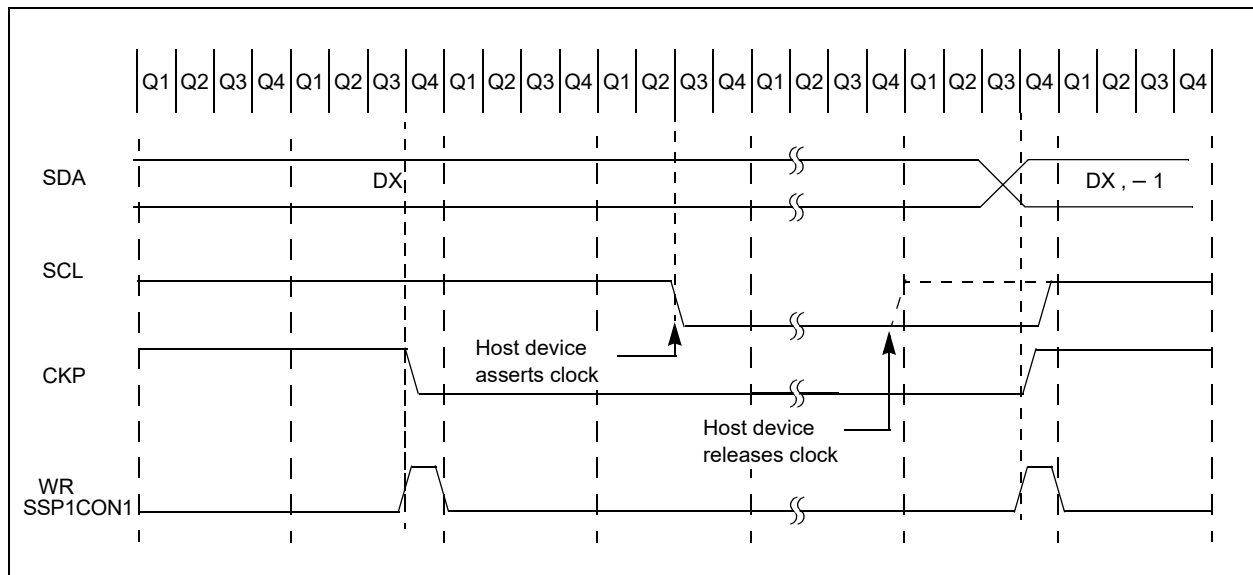 Q1 Q2 Q3 Q4 Q1 Q2 Q3 Q4 Q1 Q2 Q3 Q4 Q1 Q2 Q3 Q4 Q1 Q2 Q3 Q4 Q1 Q2 Q3 Q4 Q1 Q2 Q3 Q4
SDA
DX
DX , – 1
SCL
Host device
asserts clock
CKP
Host device
releases clock
WR
SSP1CON1